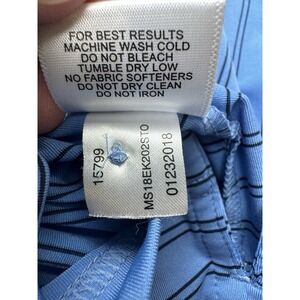 FOR BEST RESULTS
MACHINE WASH COLD
DO NOT BLEACH
TUMBLE DRY LOW
NO FABRIC SOFTENERS
DO NOT DRY CLEAN
DO NOT IRON
15799
MS18EK202STO
01232018